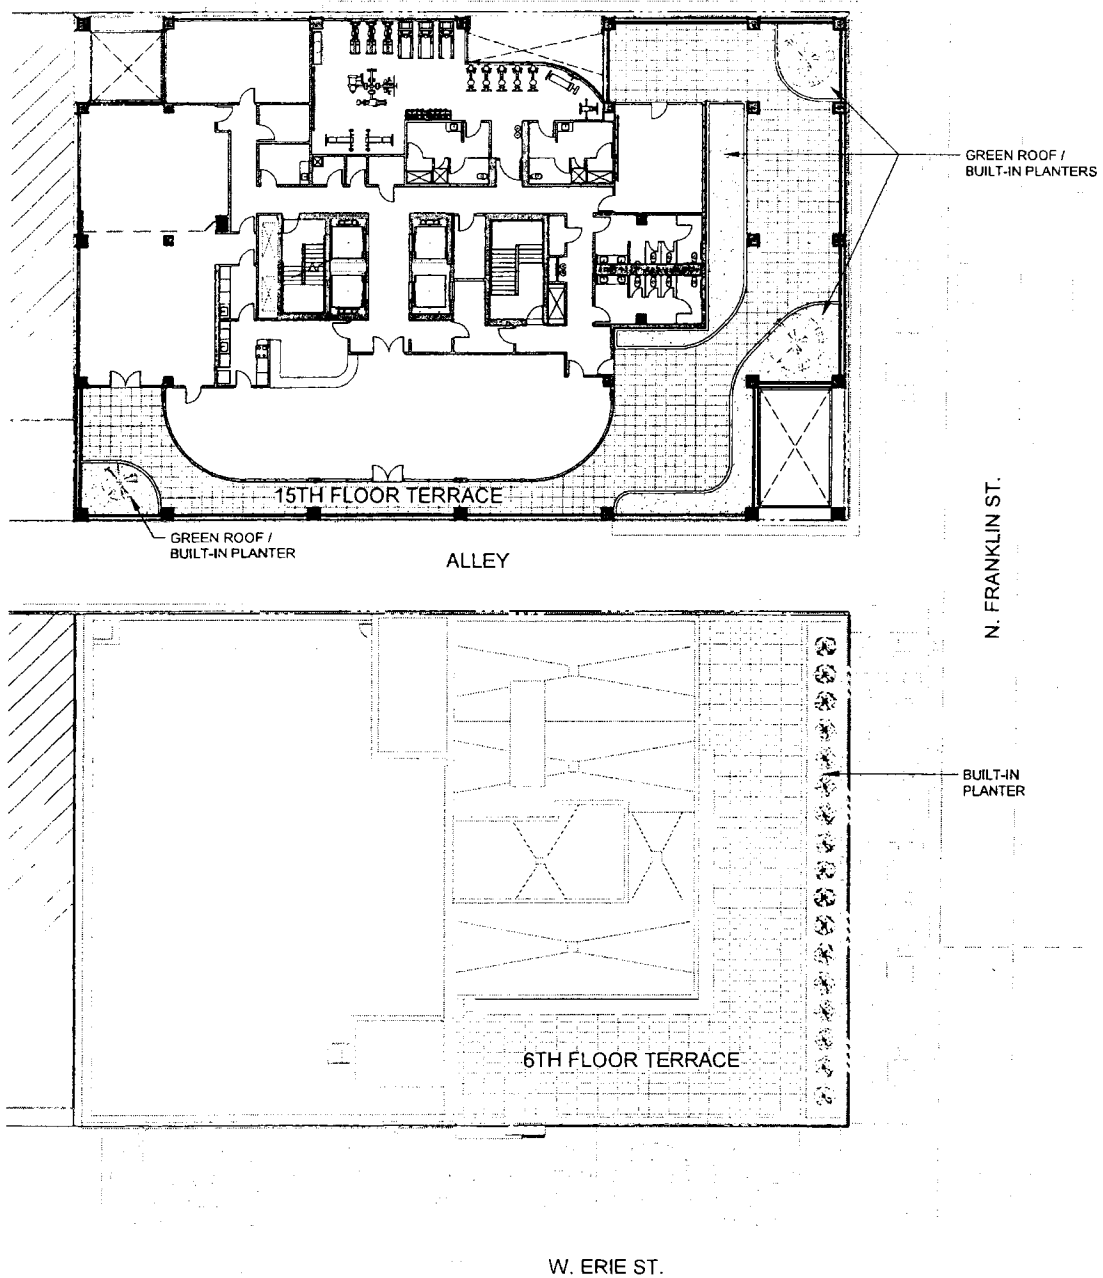 GREEN ROOF /
BUILT-IN PLANTERS
15TH FLOOR TERRACE
GREEN ROOF /
BUILT-IN PLANTER
ALLEY
N. FRANKLIN ST.
BUILT-IN
PLANTER
6TH FLOOR TERRACE
W. ERIE ST.